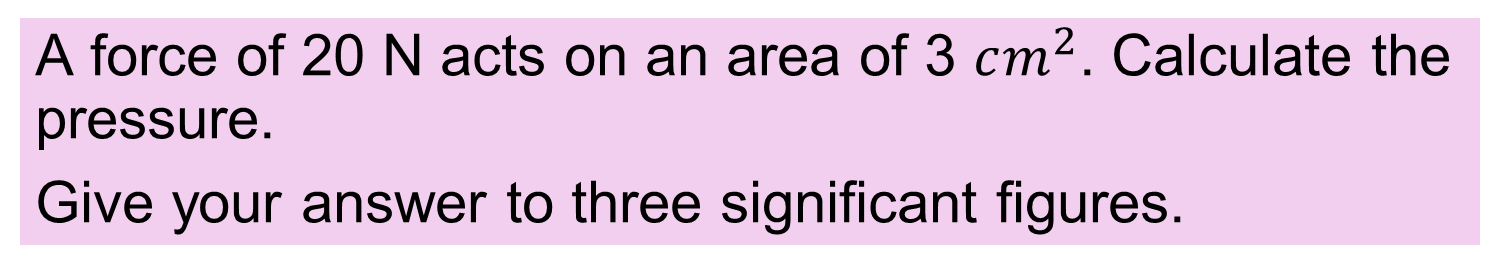 A force of 20 N acts on an area of 3 cm². Calculate the
pressure.
Give your answer to three significant figures.